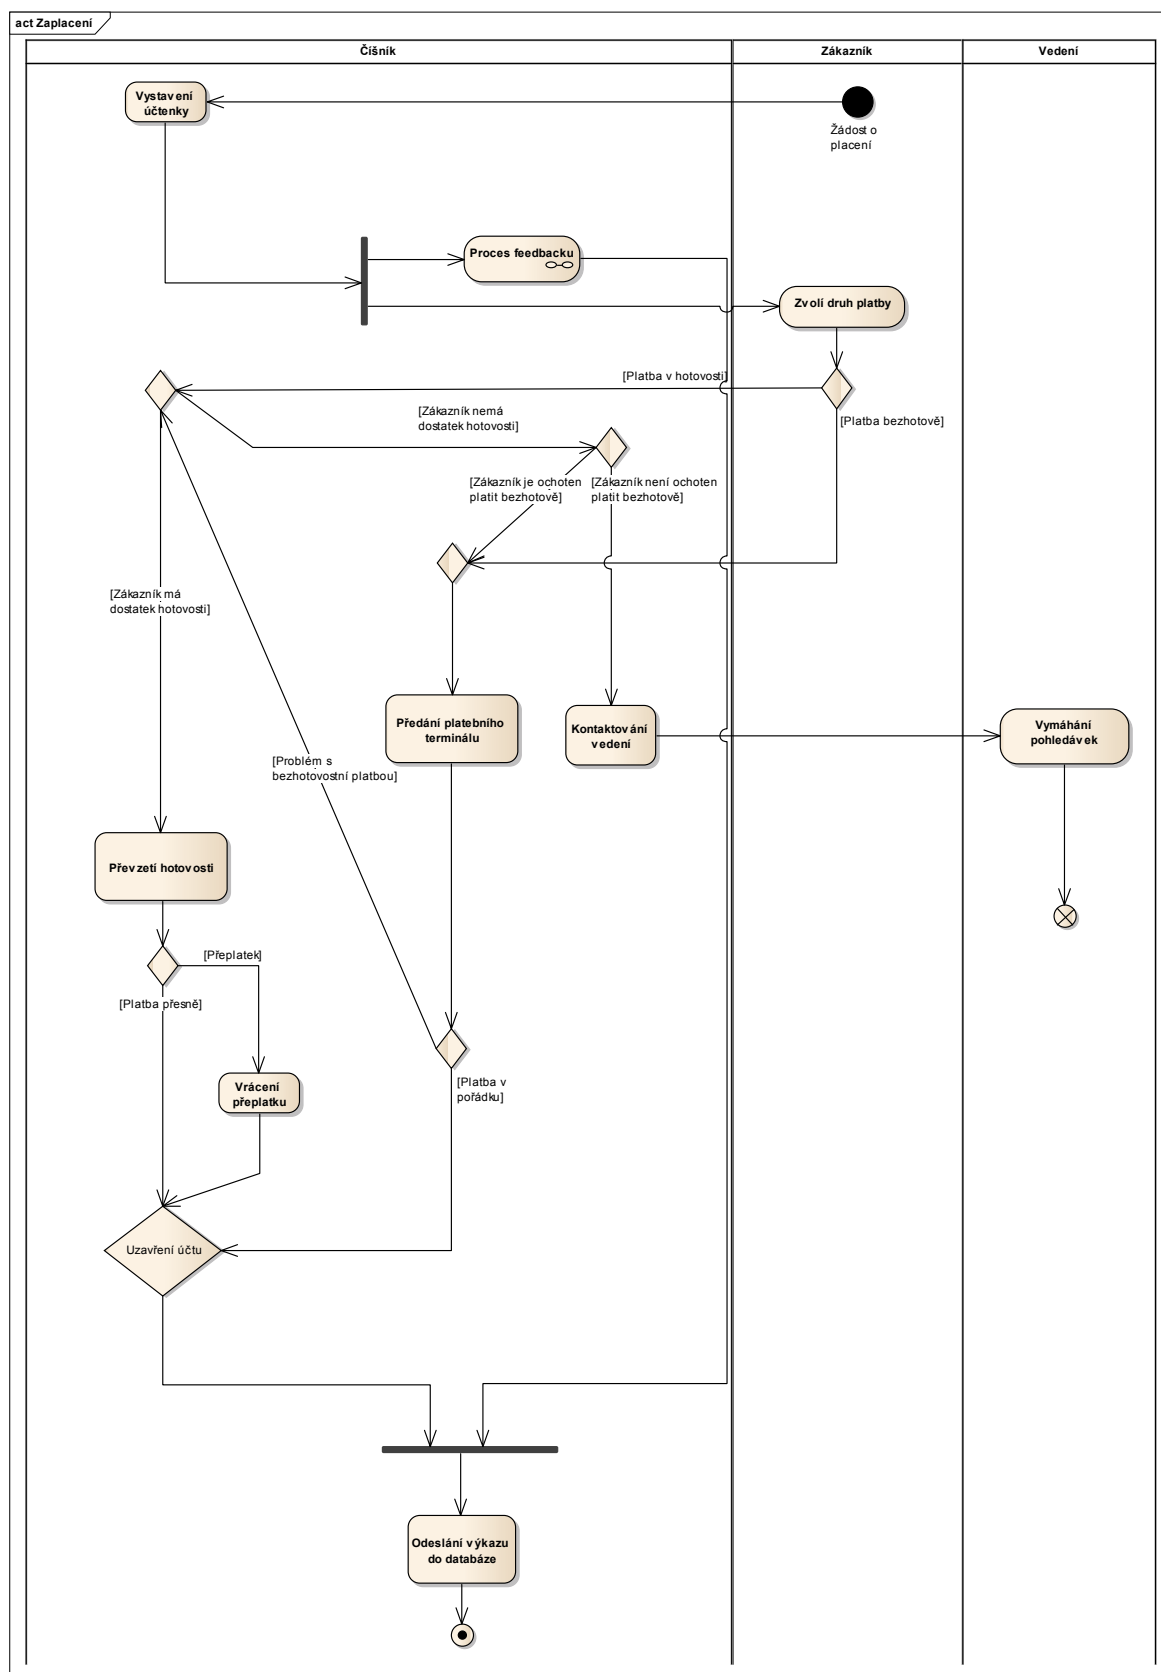 act Zaplacení
Číšník
Zákazník
Vedení
Vystavení
účtenky
Žádost o
placení
Proces feedbacku
Zvolí druh platby
[Platba v hotovosti]
[Zákazník nemá
dostatek hotovosti]
[Platba bezhotově]
[Zákazník je ochoten
platit bezhotově]
[Zákazník není ochoten
platit bezhotově]
[Zákazník má
dostatek hotovosti]
Předání platebního
terminálu
Kontaktování
vedení
Vymáhání
pohledávek
[Problém s
bezhotovostní platbou]
Převzetí hotovosti
[Přeplatek]
[Platba přesně]
Vrácení
přeplatku
[Platba v
pořádku]
Uzavření účtu
Odeslání výkazu
do databáze